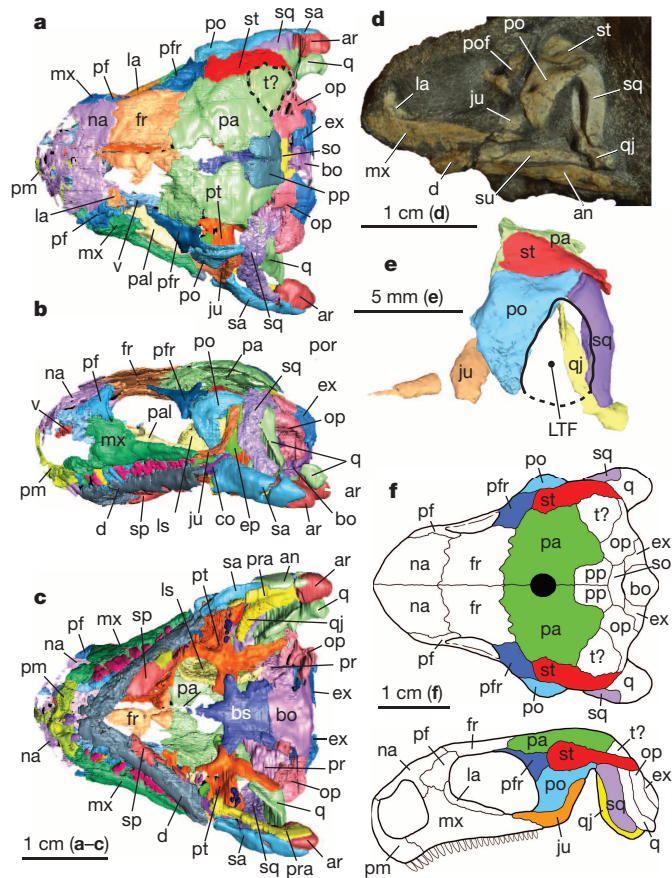 a
po
st
sq
sa
ar
q
op
ex
so
bo
pp
op
q
ar
sq
sa
ju
po
pfr
pal
v
mx
pf
la
pm
na
mx
pf
la
pfr
fr
pa
t?
pt
b
na
pf
fr
pfr
po
pa
por
sq
ex
op
q
ar
bo
ar
sa
ep
co
ju
ls
sp
d
pm
v
pal
mx
c
na
pf
mx
sp
ls
pt
sa
pra
an
ar
q
qj
op
pr
ex
bo
ex
pr
op
q
ar
pra
sq
sa
pt
d
sp
mx
na
pm
fr
pa
bs
1 cm (a–c)
d
pof
po
st
la
ju
sq
mx
d
su
an
qj
1 cm (d)
e
pa
st
5 mm (e)
po
sq
qj
ju
LTF
f
po
sq
pfr
st
q
pf
t?
pa
op
ex
na
fr
pp
so
na
fr
pp
bo
pa
op
ex
pf
t?
pfr
st
q
po
sq
1 cm (f)
fr
pa
t?
na
pf
st
op
la
pfr
po
ex
mx
sq
qj
q
pm
ju